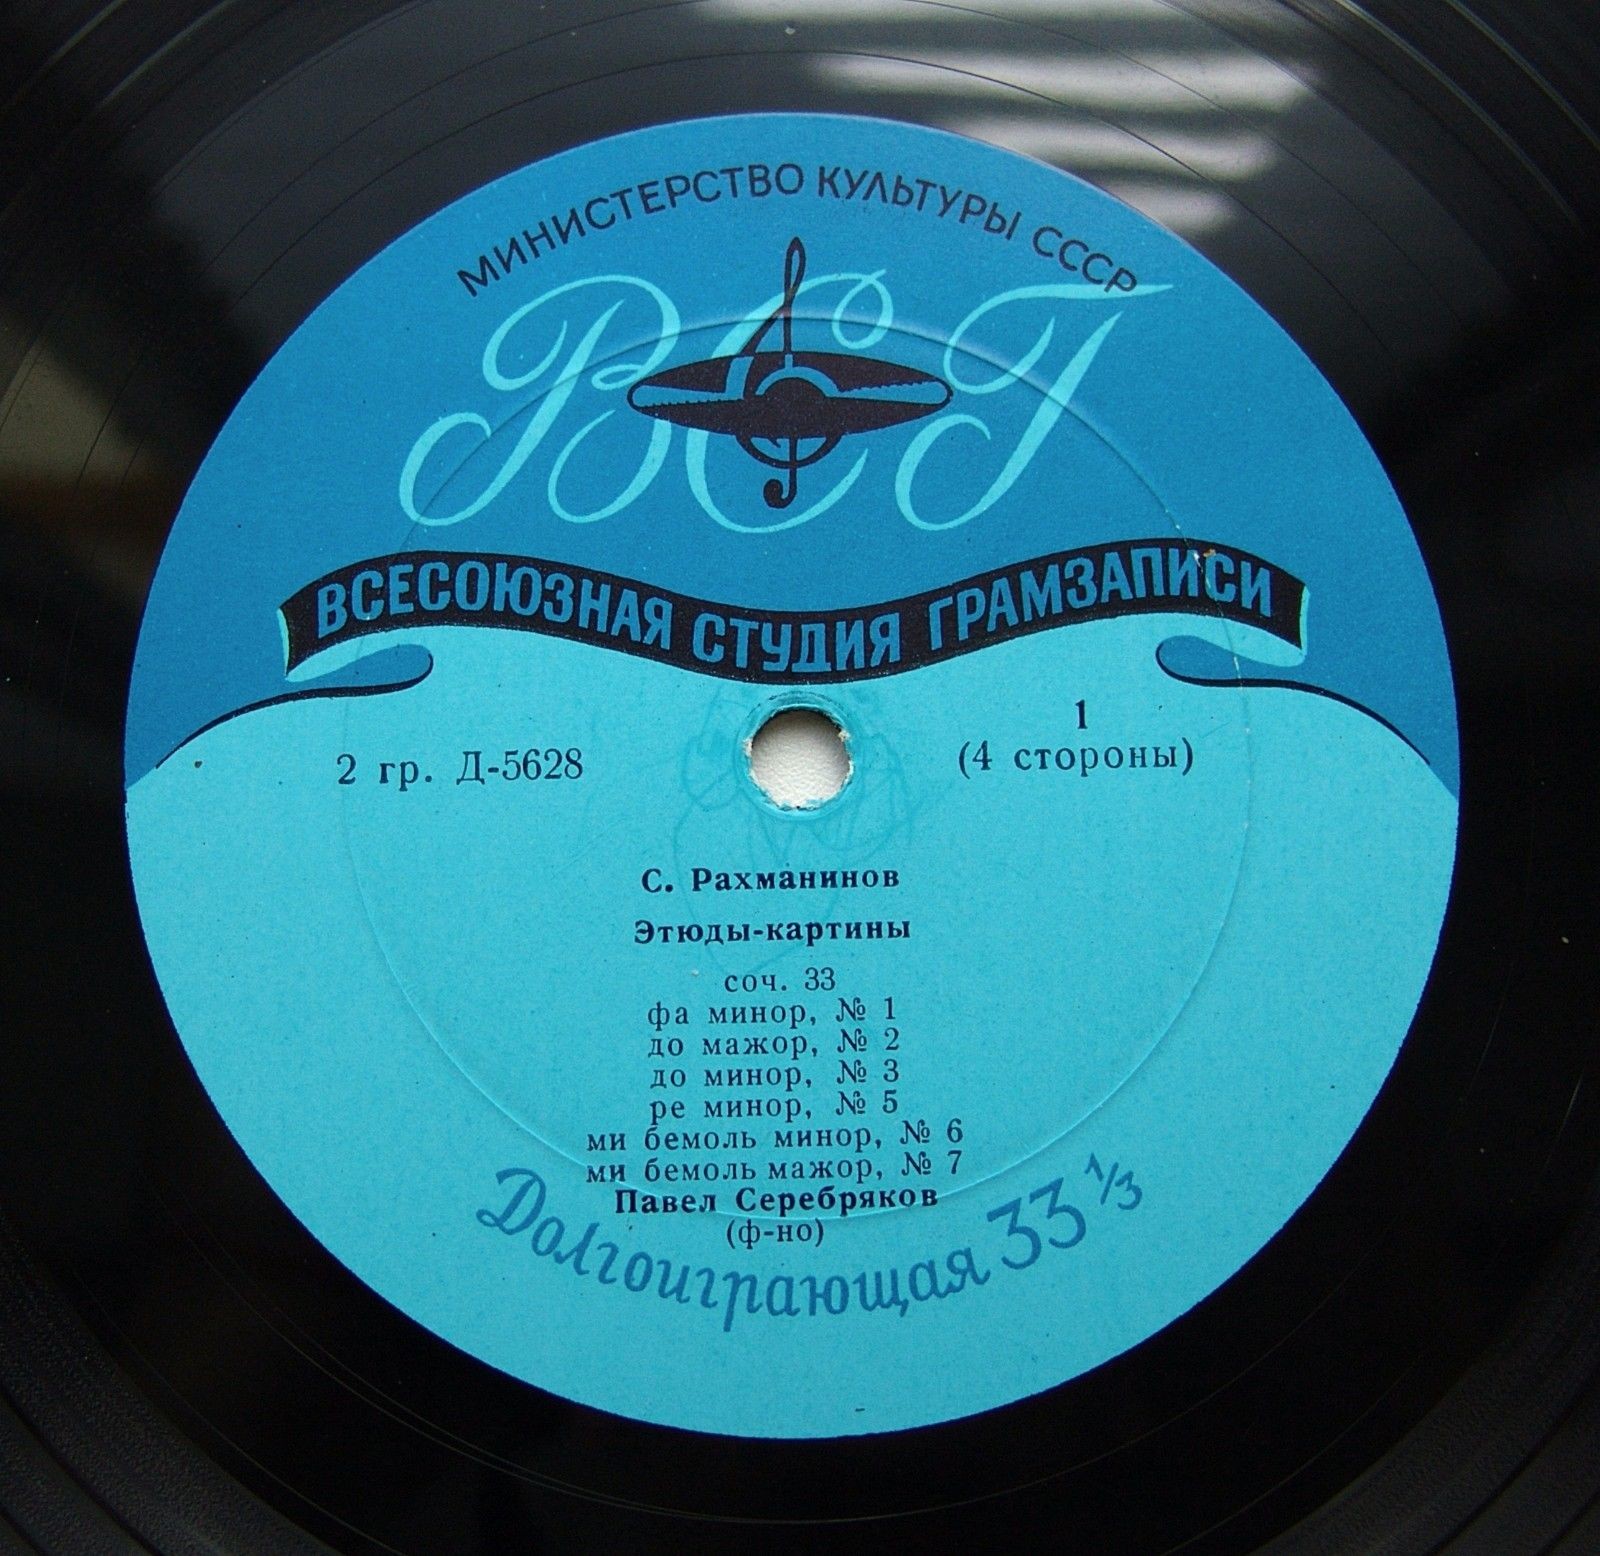 МИНИСТЕРСТВО КУЛЬТУРЫ СССР
ВСГ
ВСЕСОЮЗНАЯ СТУДИЯ ГРАМЗАПИСИ
1
2 гр. Д-5628
(4 стороны)
С. Рахманинов
Этюды-картины
соч. 33
фа минор, № 1
до мажор, № 2
до минор, № 3
ре минор, № 5
ми бемоль минор, № 6
ми бемоль мажор, № 7
Павел Серебряков
(ф-но)
Долгоиграющая 33 1/3